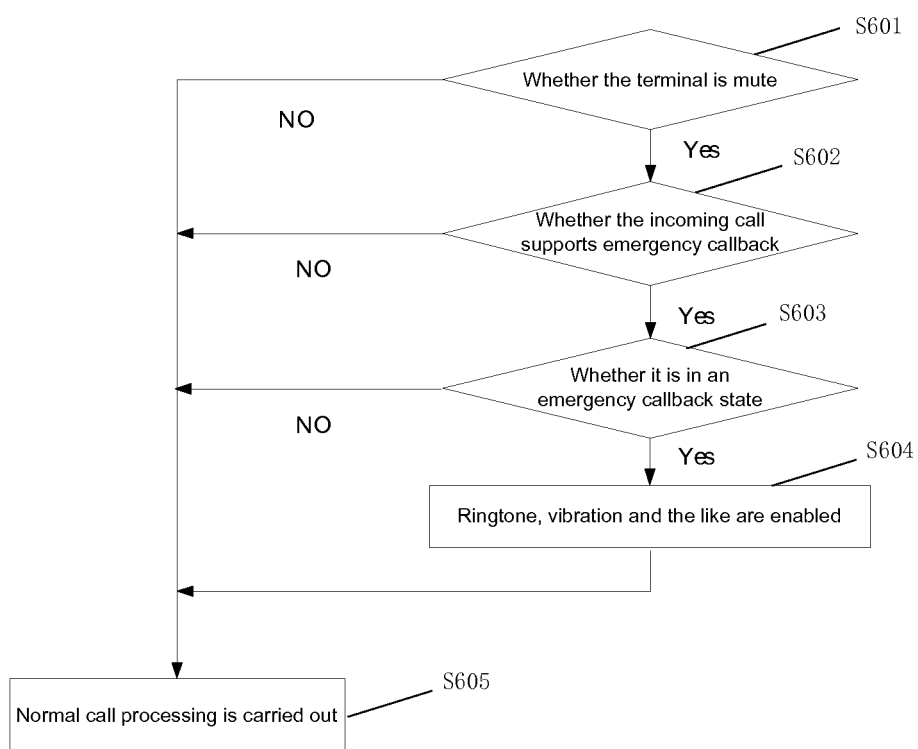 S601
Whether the terminal is mute
NO
Yes
S602
Whether the incoming call
supports emergency callback
NO
Yes
S603
Whether it is in an
emergency callback state
NO
Yes
S604
Ringtone, vibration and the like are enabled
S605
Normal call processing is carried out